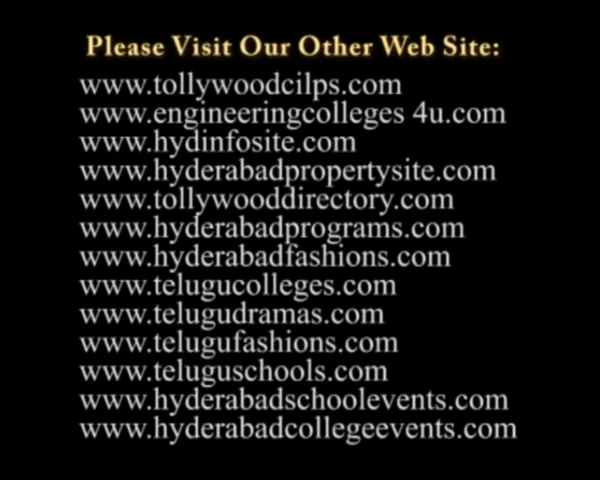 Please Visit Our Other Web Site:
www.tollywoodcilps.com
www.engineeringcolleges 4u.com
www.hydinfosite.com
www.hyderabadpropertysite.com
www.tollywooddirectory.com
www.hyderabadprograms.com
www.hyderabadfashions.com
www.telugucolleges.com
www.telugudramas.com
www.telugufashions.com
www.teluguschools.com
www.hyderabadschoolevents.com
www.hyderabadcollegeevents.com